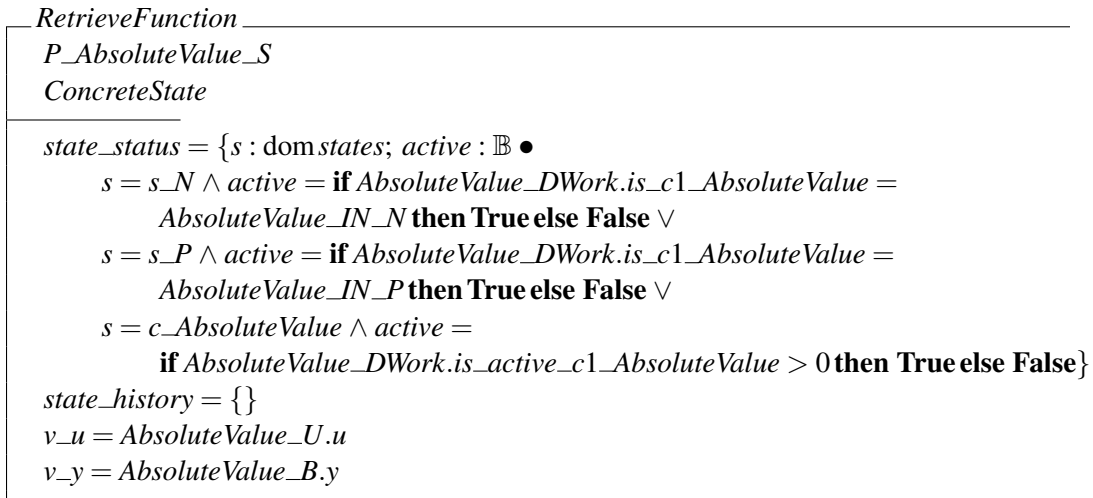 RetrieveFunction
P_AbsoluteValue_S
ConcreteState
state_status = {s : dom states; active : 𝔹 •
s = s_N ∧ active = if AbsoluteValue_DWork.is_c1_AbsoluteValue =
AbsoluteValue_IN_N then True else False ∨
s = s_P ∧ active = if AbsoluteValue_DWork.is_c1_AbsoluteValue =
AbsoluteValue_IN_P then True else False ∨
s = c_AbsoluteValue ∧ active =
if AbsoluteValue_DWork.is_active_c1_AbsoluteValue > 0 then True else False}
state_history = {}
v_u = AbsoluteValue_U.u
v_y = AbsoluteValue_B.y